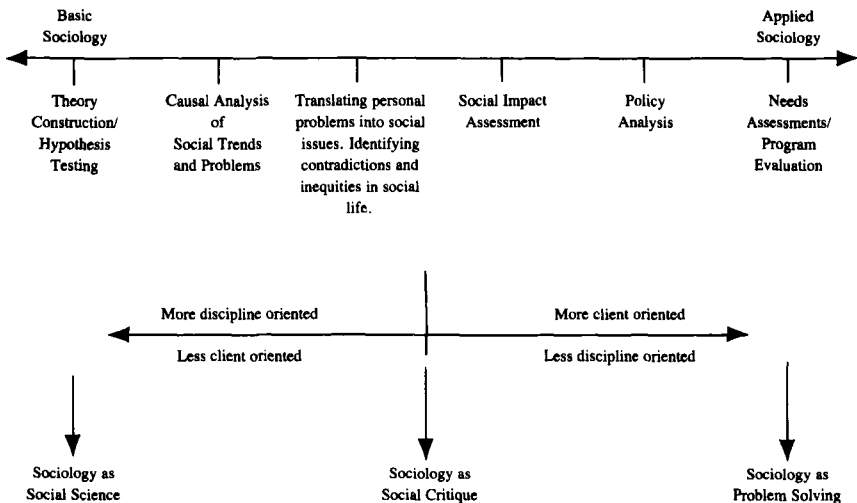 Basic
Sociology
Applied
Sociology
Theory
Construction/
Hypothesis
Testing
Causal Analysis
of
Social Trends
and Problems
Translating personal
problems into social
issues. Identifying
contradictions and
inequities in social
life.
Social Impact
Assessment
Policy
Analysis
Needs
Assessments/
Program
Evaluation
More discipline oriented
Less client oriented
More client oriented
Less discipline oriented
Sociology as
Social Science
Sociology as
Social Critique
Sociology as
Problem Solving